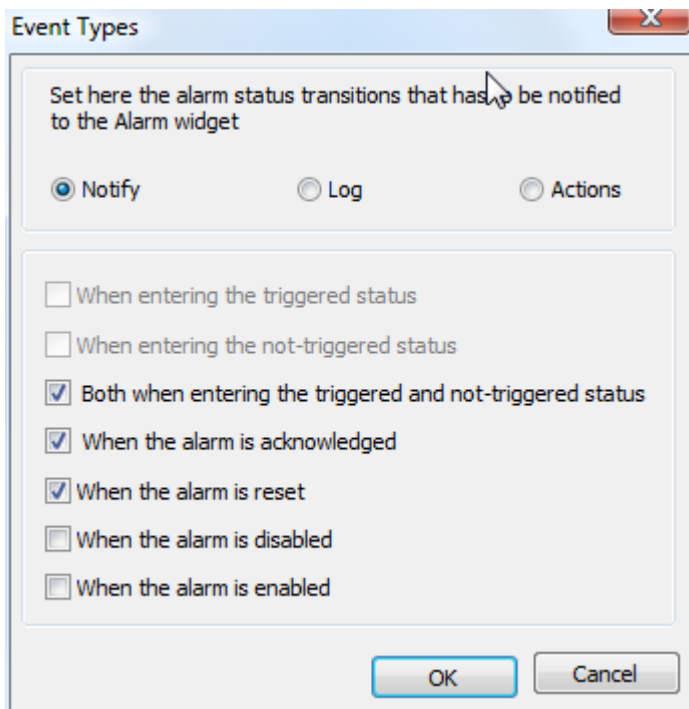 Event Types
Set here the alarm status transitions that has to be notified
to the Alarm widget
Notify Log Actions
When entering the triggered status
When entering the not-triggered status
Both when entering the triggered and not-triggered status
When the alarm is acknowledged
When the alarm is reset
When the alarm is disabled
When the alarm is enabled
OK Cancel